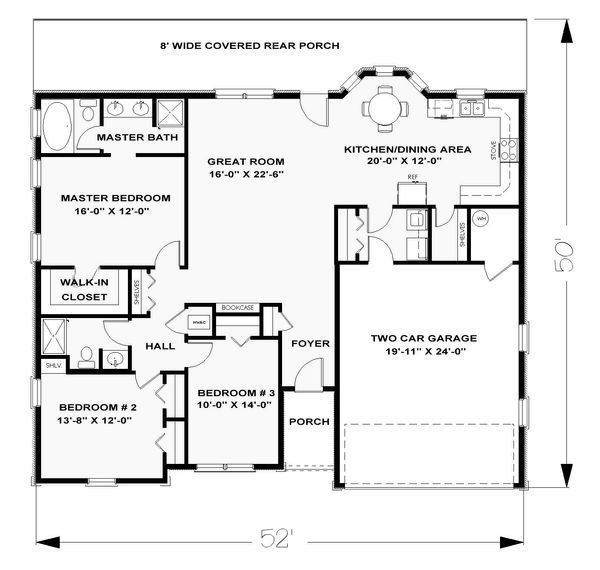 8' WIDE COVERED REAR PORCH
MASTER BATH
GREAT ROOM
16'-0" X 22'-6"
KITCHEN/DINING AREA
20'-0" X 12'-0"
STOVE
REF
MASTER BEDROOM
16'-0" X 12'-0"
WH
SHELVES
50'
WALK-IN
CLOSET
SHELVES
BOOKCASE
HVAC
HALL
FOYER
TWO CAR GARAGE
19'-11" X 24'-0"
SHLV.
BEDROOM # 2
13'-8" X 12'-0"
BEDROOM # 3
10'-0" X 14'-0"
PORCH
52'